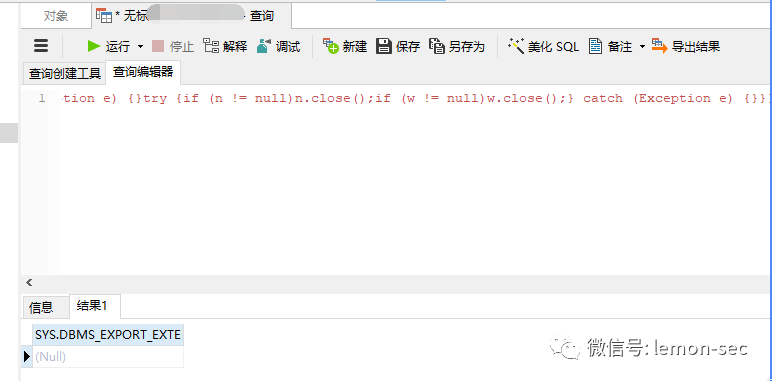 对象
* 无标 - 查询
运行 停止 解释 调试 新建 保存 另存为 美化 SQL 备注 导出结果
查询创建工具 查询编辑器
1 tion e) {}try {if (n != null)n.close();if (w != null)w.close();} catch (Exception e) {}}
信息 结果1
SYS.DBMS_EXPORT_EXTE
(Null)
微信号: lemon-sec